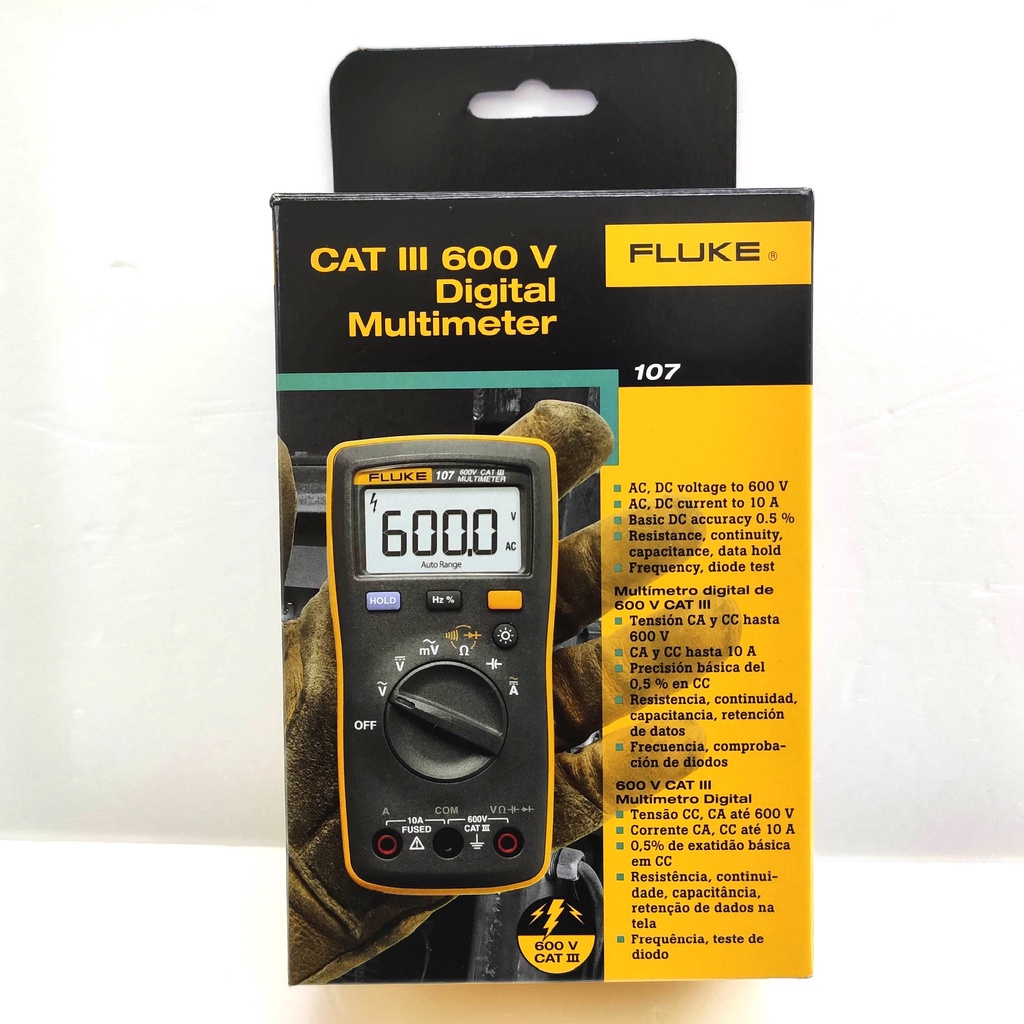 CAT III 600 V
Digital
Multimeter
FLUKE ®
107
FLUKE 107 600V CAT III
MULTIMETER
600.0 V
AC
Auto Range
HOLD
Hz %
mV
Ω
V
V
A
OFF
A COM VΩ
10A
FUSED
600V
CAT III
600 V
CAT III
AC, DC voltage to 600 V
AC, DC current to 10 A
Basic DC accuracy 0.5 %
Resistance, continuity,
capacitance, data hold
Frequency, diode test
Multímetro digital de
600 V CAT III
Tensión CA y CC hasta
600 V
CA y CC hasta 10 A
Precisión básica del
0,5 % en CC
Resistencia, continuidad,
capacitancia, retención
de datos
Frecuencia, comproba-
ción de diodos
600 V CAT III
Multímetro Digital
Tensão CC, CA até 600 V
Corrente CA, CC até 10 A
0,5% de exatidão básica
em CC
Resistência, continui-
dade, capacitância,
retenção de dados na
tela
Frequência, teste de
diodo